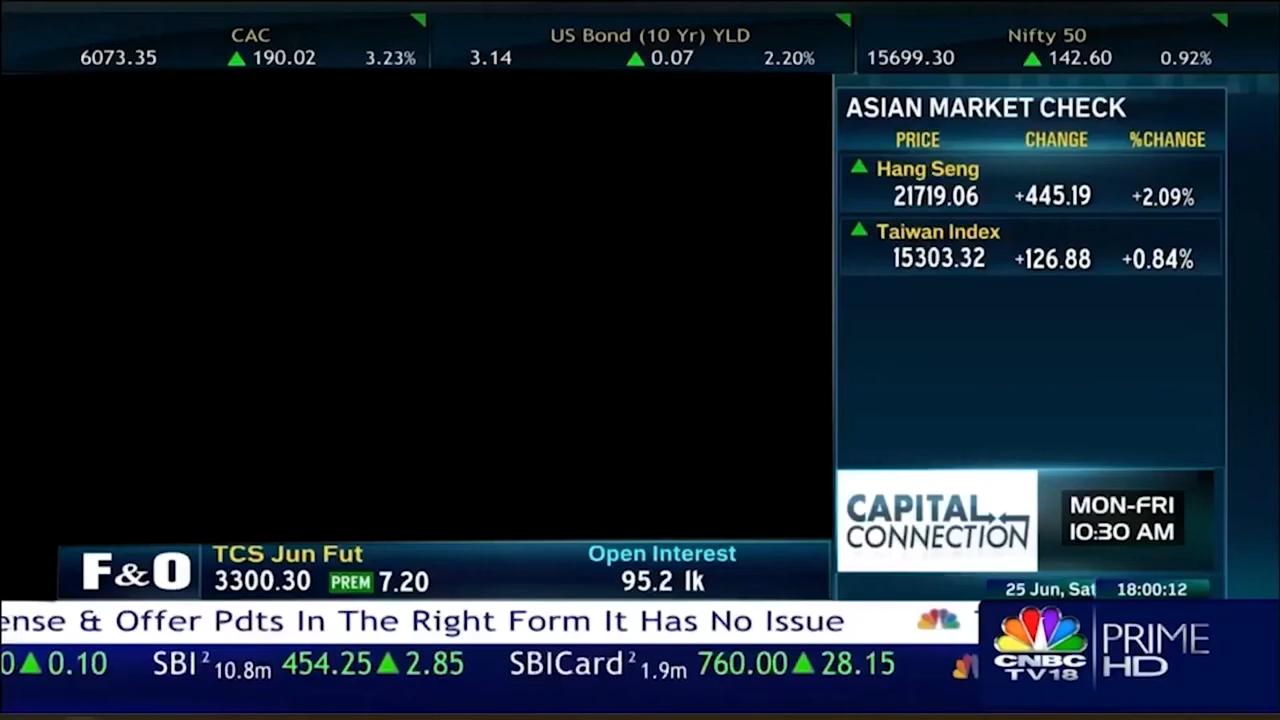 CAC
6073.35 ▲ 190.02 3.23%
US Bond (10 Yr) YLD
3.14 ▲ 0.07 2.20%
Nifty 50
15699.30 ▲ 142.60 0.92%
ASIAN MARKET CHECK
PRICE CHANGE %CHANGE
▲ Hang Seng
21719.06 +445.19 +2.09%
▲ Taiwan Index
15303.32 +126.88 +0.84%
CAPITAL
CONNECTION
MON-FRI
10:30 AM
F&O
TCS Jun Fut
3300.30 PREM 7.20
Open Interest
95.2 lk
25 Jun, Sat 18:00:12
ense & Offer Pdts In The Right Form It Has No Issue
0▲0.10 SBI² 10.8m 454.25▲2.85 SBICard² 1.9m 760.00▲28.15
CNBC
TV18
PRIME
HD